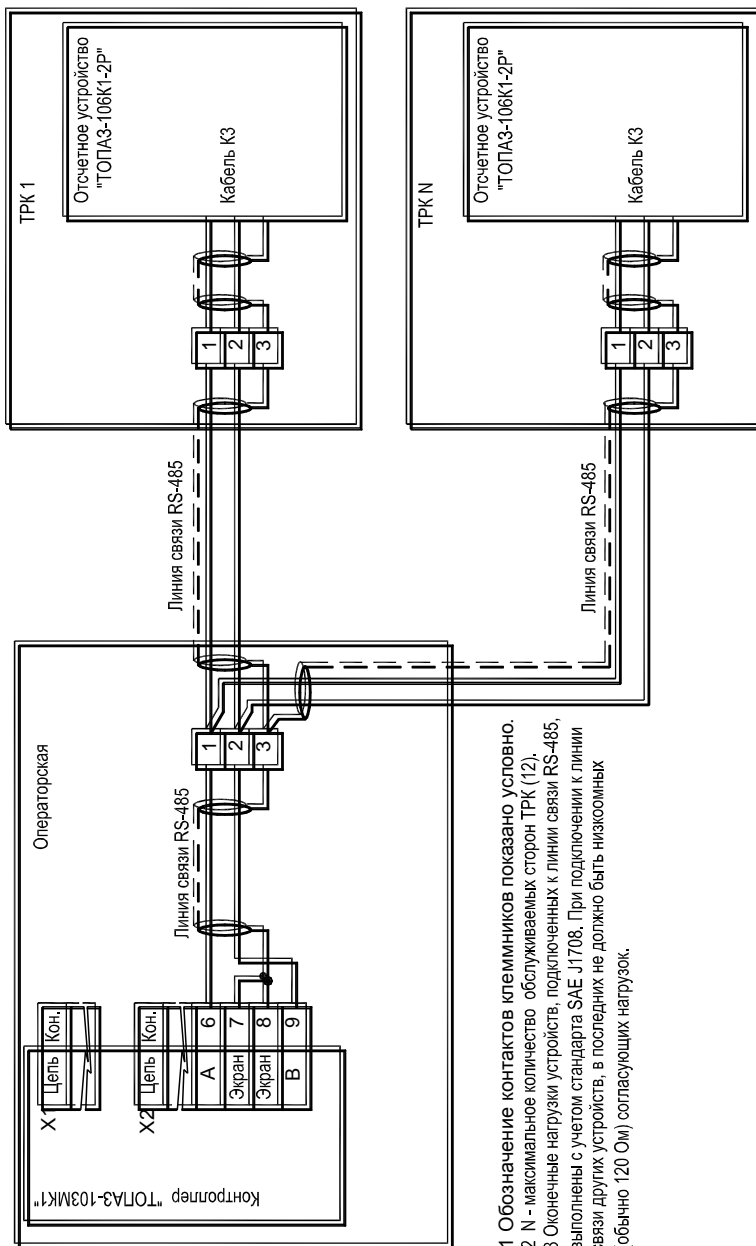 ТРК 1
Отсчетное устройство
"ТОПАЗ-106К1-2Р"
Кабель К3
1
2
3
Линия связи RS-485
ТРК N
Отсчетное устройство
"ТОПАЗ-106К1-2Р"
Кабель К3
1
2
3
Линия связи RS-485
Операторская
1
2
3
Линия связи RS-485
X1
Цепь Кон.
X2
Цепь Кон.
А 6
Экран 7
Экран 8
В 9
Контроллер "ТОПАЗ-103МК1"
1 Обозначение контактов клеммников показано условно.
2 N - максимальное количество обслуживаемых сторон ТРК (12).
3 Оконечные нагрузки устройств, подключенных к линии связи RS-485,
выполнены с учетом стандарта SAE J1708. При подключении к линии
связи других устройств, в последних не должно быть низкоомных
(обычно 120 Ом) согласующих нагрузок.